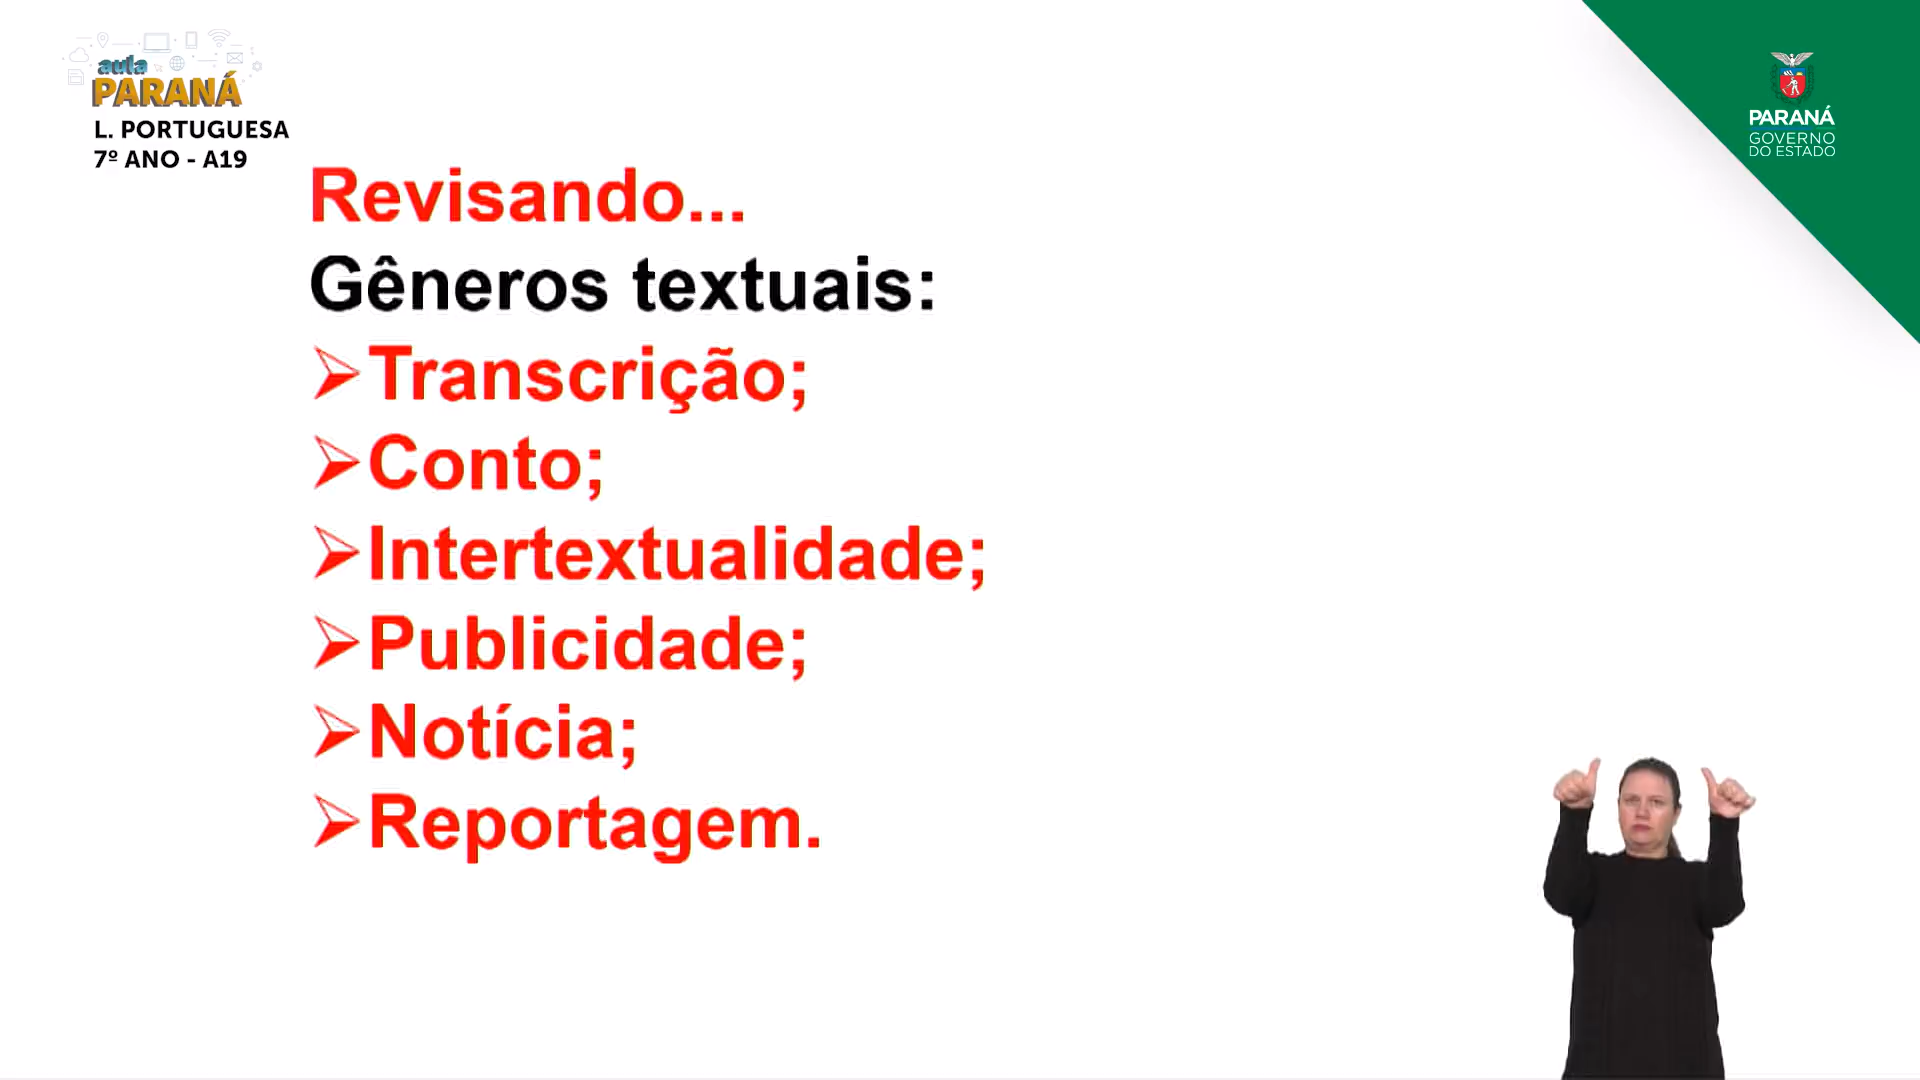 aula
PARANÁ
L. PORTUGUESA
7º ANO - A19
PARANÁ
GOVERNO
DO ESTADO
Revisando...
Gêneros textuais:
➢Transcrição;
➢Conto;
➢Intertextualidade;
➢Publicidade;
➢Notícia;
➢Reportagem.